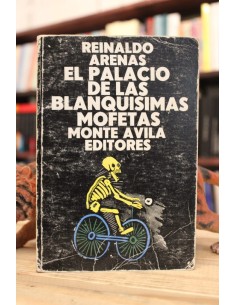 REINALDO
ARENAS
EL PALACIO
DE LAS
BLANQUISIMAS
MOFETAS
MONTE AVILA
EDITORES